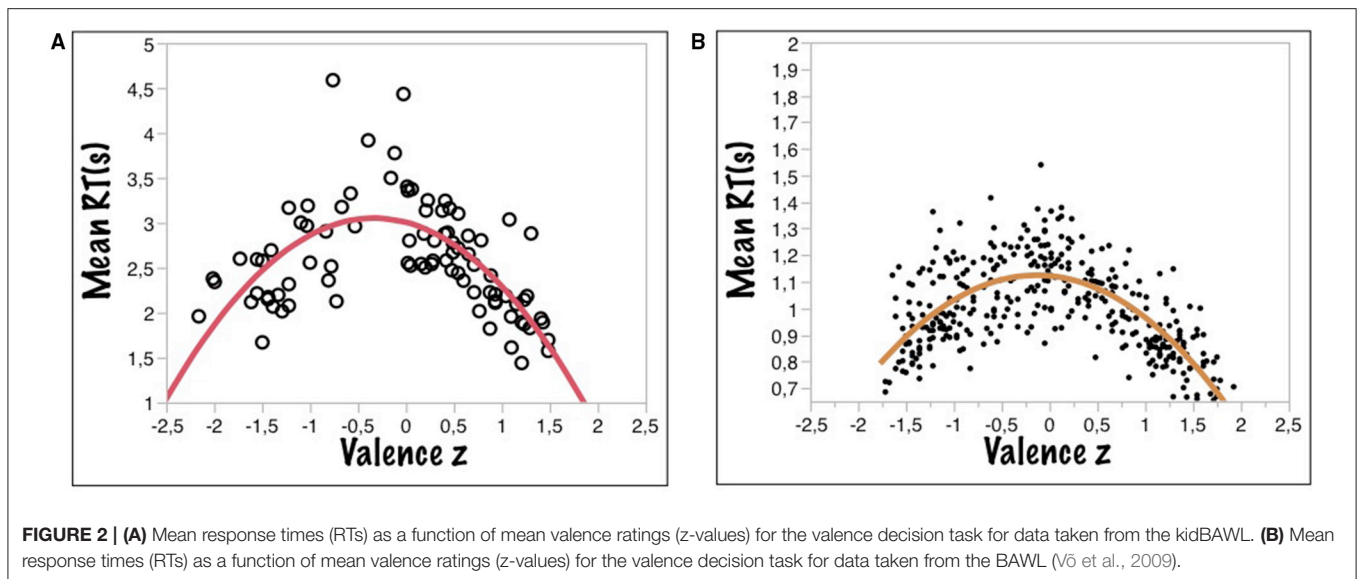 A
5
4,5
4
3,5
3
2,5
2
1,5
1
Mean RT(s)
-2,5 -2 -1,5 -1 -0,5 0 0,5 1 1,5 2 2,5
Valence z
B
2
1,9
1,8
1,7
1,6
1,5
1,4
1,3
1,2
1,1
1
0,9
0,8
0,7
Mean RT(s)
-2,5 -2 -1,5 -1 -0,5 0 0,5 1 1,5 2 2,5
Valence z
FIGURE 2 | (A) Mean response times (RTs) as a function of mean valence ratings (z-values) for the valence decision task for data taken from the kidBAWL. (B) Mean
response times (RTs) as a function of mean valence ratings (z-values) for the valence decision task for data taken from the BAWL (Võ et al., 2009).